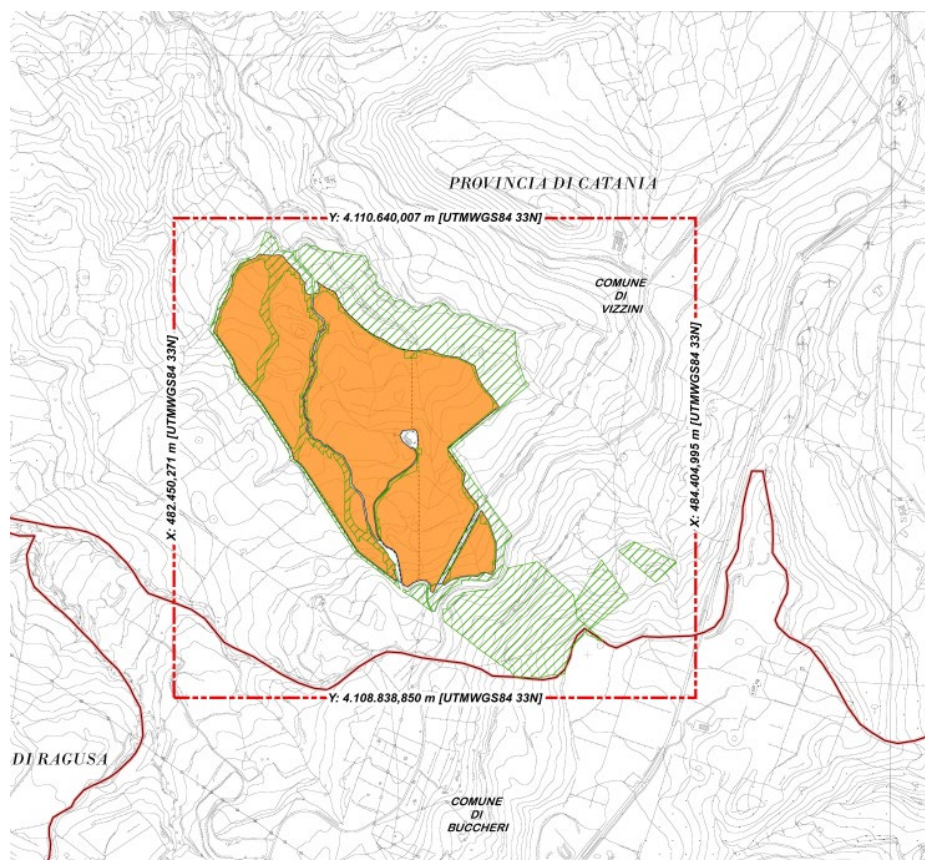 PROVINCIA DI CATANIA
Y: 4.110.640,007 m [UTMWGS84 33N]
COMUNE
DI
VIZZINI
X: 482.450,271 m [UTMWGS84 33N]
X: 484.404,995 m [UTMWGS84 33N]
Y: 4.108.838,850 m [UTMWGS84 33N]
DI RAGUSA
COMUNE
DI
BUCCHERI